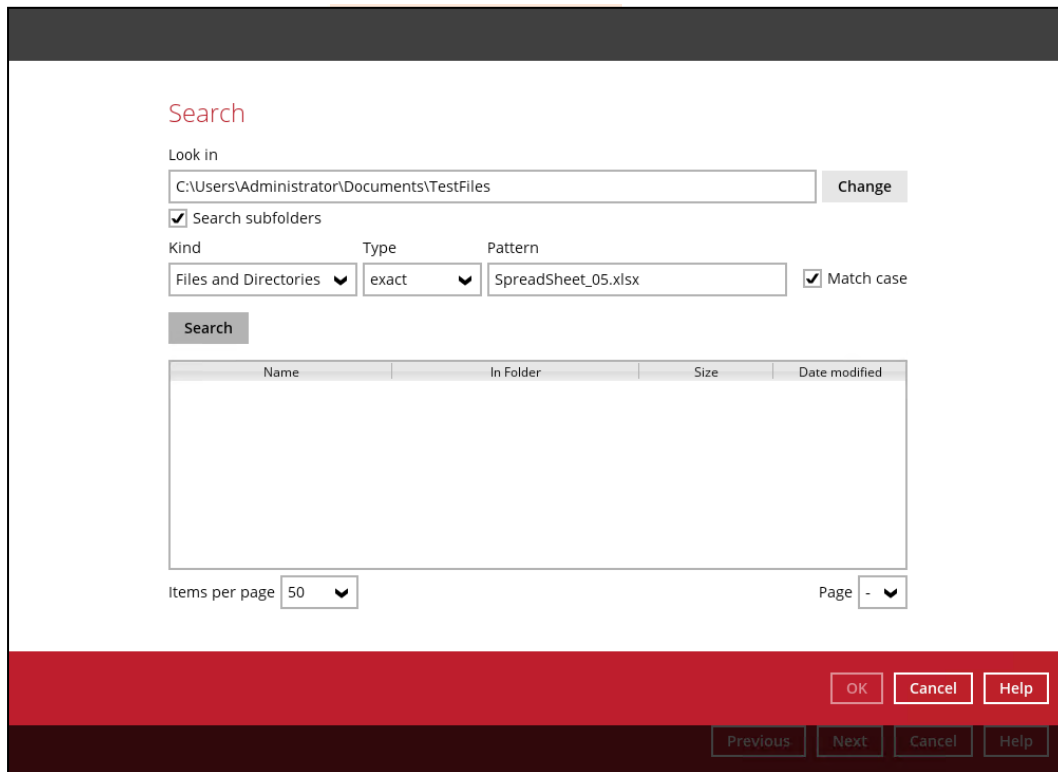 Search
Look in
C:\Users\Administrator\Documents\TestFiles
Change
Search subfolders
Kind Type Pattern
Files and Directories exact SpreadSheet_05.xlsx Match case
Search
Name In Folder Size Date modified
Items per page 50 Page -
OK Cancel Help
Previous Next Cancel Help